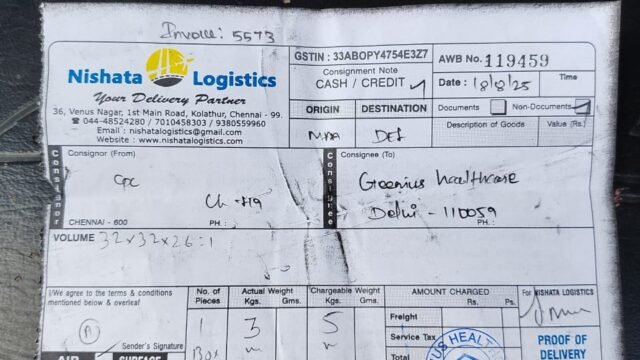 Invoice: 5573
Nishata Logistics
Your Delivery Partner
36, Venus Nagar, 1st Main Road, Kolathur, Chennai - 99.
☎ 044-48524280 / 7010458303 / 9380559960
Email : nishatalogistics@gmail.com
Website : www.nishatalogistics.com
GSTIN : 33ABOPY4754E3Z7
Consignment Note
CASH / CREDIT ✓
AWB No. 119459
Date : 18/8/25
Time
ORIGIN DESTINATION
MAA DEL
Documents Non-Documents ✓
Description of Goods Value (Rs.)
Consignor
Consignor (From)
CPC
Ch -
CHENNAI - 600 PH. :
Consignee
Consignee (To)
Greenius healthcare
Delhi - 110059
PH. :
VOLUME 32x32x26=1
I/We agree to the terms & conditions
mentioned below & overleaf
Sender's Signature
No. of Pieces
Actual Weight
Kgs. Gms.
Chargeable Weight
Kgs. Gms.
1 3 5
Box
AMOUNT CHARGED
Rs. Ps.
Freight
Service Tax
Total
For NISHATA LOGISTICS
PROOF OF
DELIVERY
AIR SURFACE